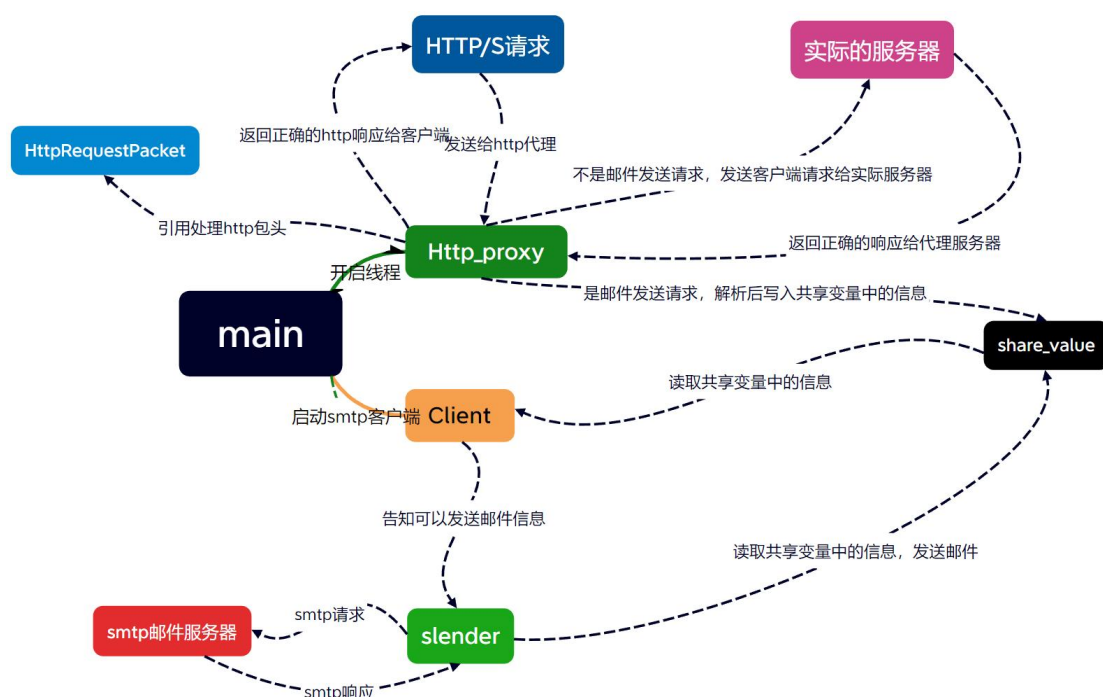 HTTP/S请求
实际的服务器
返回正确的http响应给客户端
发送给http代理
HttpRequestPacket
不是邮件发送请求，发送客户端请求给实际服务器
引用处理http包头
Http_proxy
返回正确的响应给代理服务器
开启线程
是邮件发送请求，解析后写入共享变量中的信息
main
share_value
读取共享变量中的信息
启动smtp客户端
Client
告知可以发送邮件信息
读取共享变量中的信息，发送邮件
smtp请求
smtp邮件服务器
slender
smtp响应